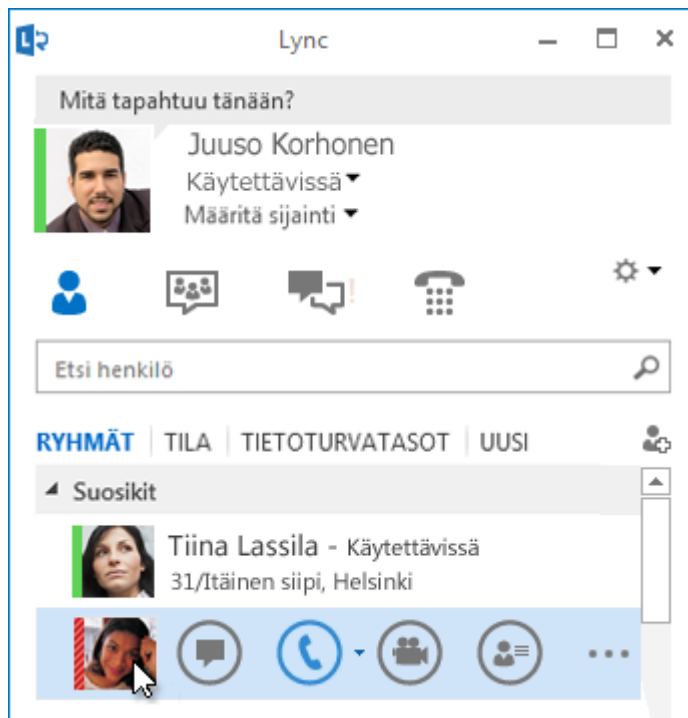 Lync
Mitä tapahtuu tänään?
Juuso Korhonen
Käytettävissä
Määritä sijainti
Etsi henkilö
RYHMÄT TILA TIETOTURVATASOT UUSI
Suosikit
Tiina Lassila - Käytettävissä
31/Itäinen siipi, Helsinki